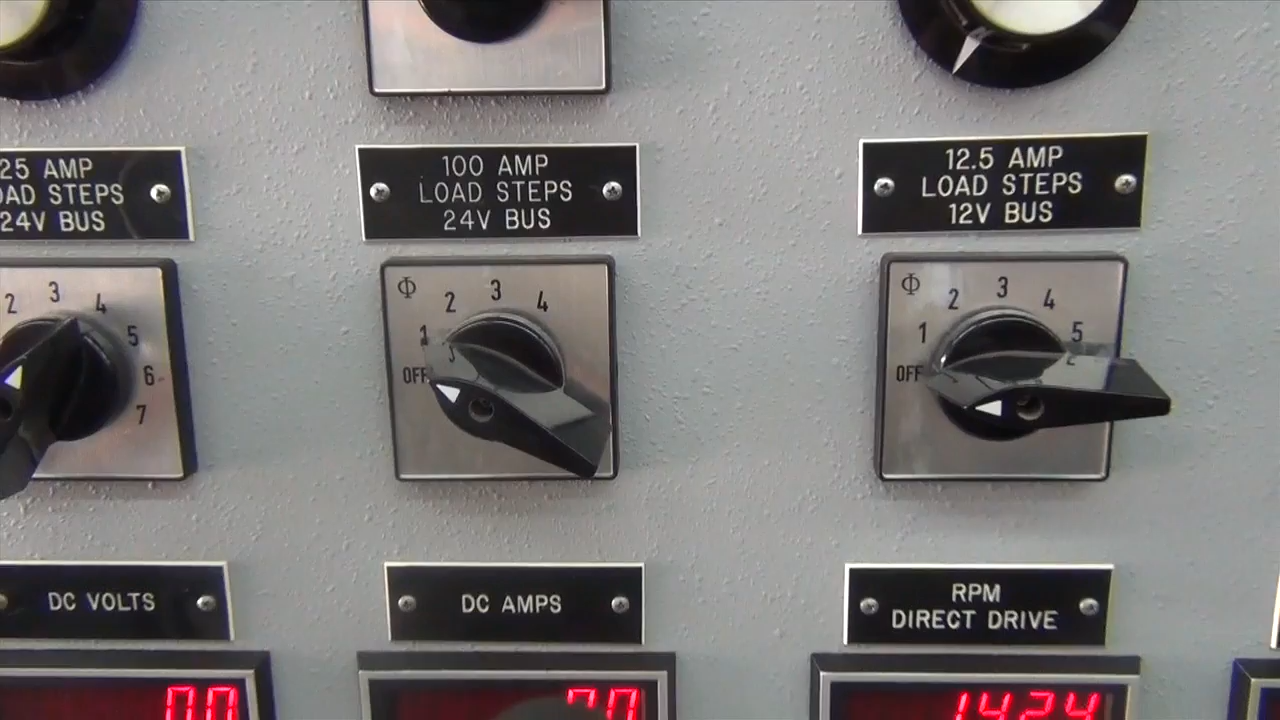 25 AMP
LOAD STEPS
24V BUS
100 AMP
LOAD STEPS
24V BUS
12.5 AMP
LOAD STEPS
12V BUS
2 3 4 5 6 7
OFF 1 2 3 4
OFF 1 2 3 4 5
DC VOLTS
DC AMPS
RPM
DIRECT DRIVE